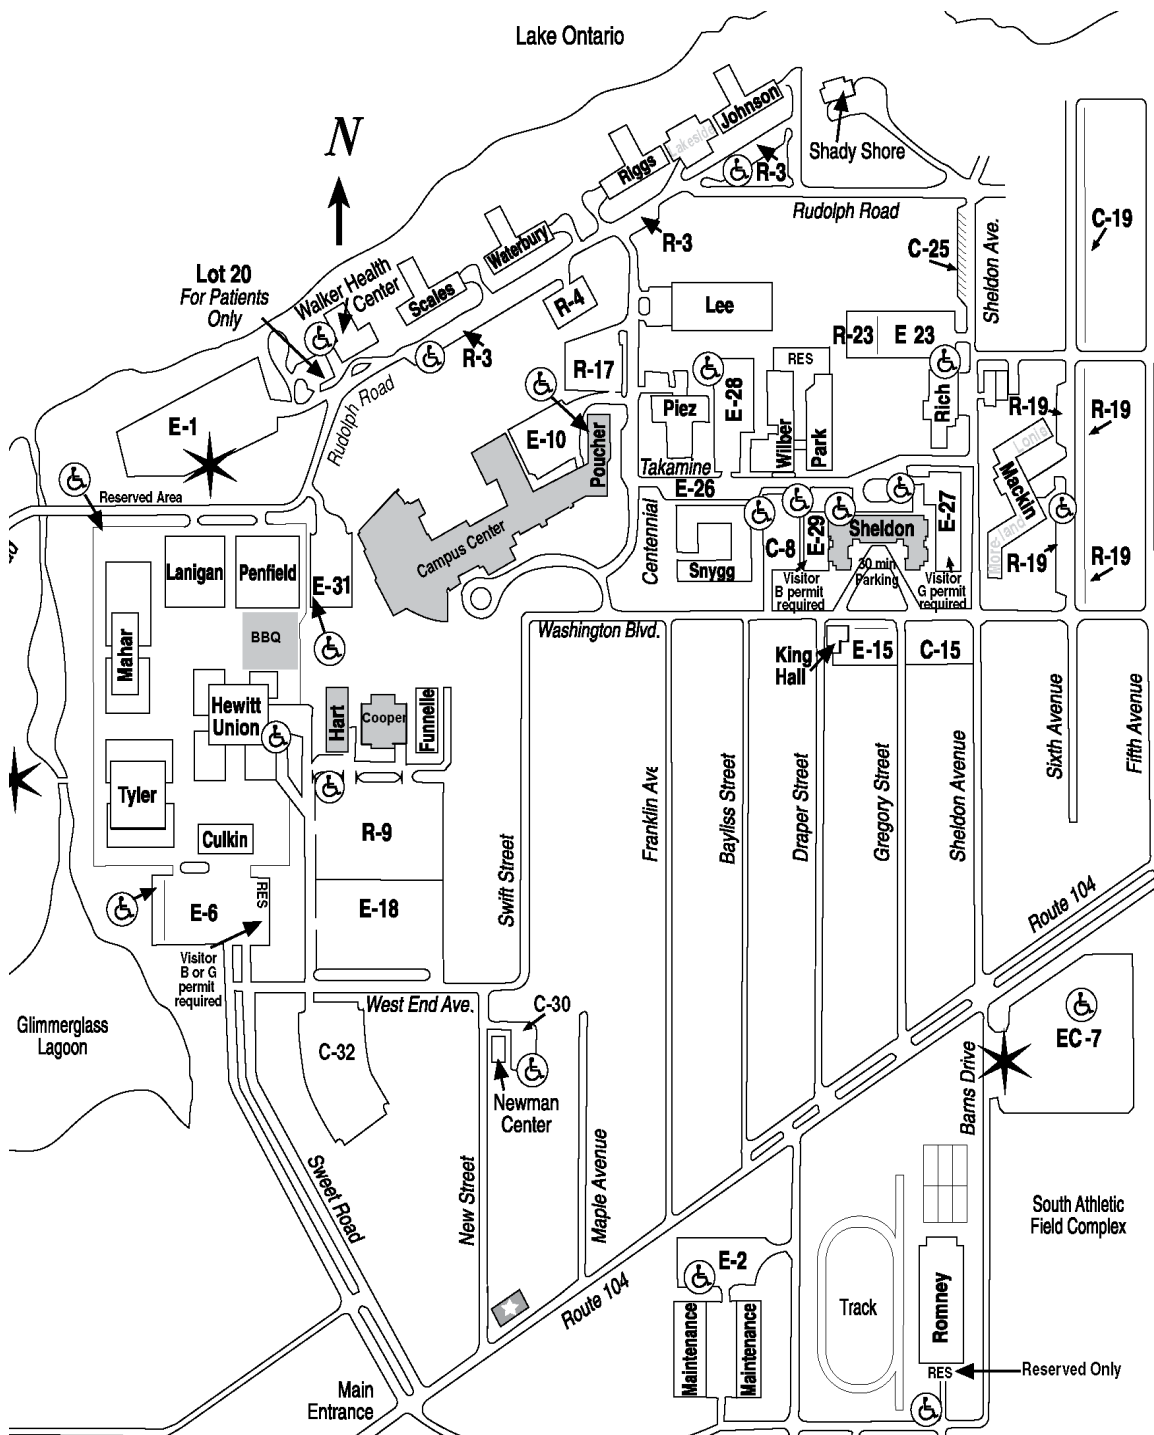 Lake Ontario
N
Johnson
Lakeside
Riggs
Shady Shore
R-3
Rudolph Road
R-3
Waterbury
C-25
Sheldon Ave.
C-19
Lot 20
For Patients
Only
Walker Health
Center
Scales
R-4
Lee
R-23
E 23
R-3
RES
R-17
E-28
Rich
R-19
R-19
Rudolph Road
E-1
Piez
E-10
Poucher
Wilber
Park
Lonis
Mackin
Moreland
Takamine
E-26
Reserved Area
Centennial
Campus Center
E-29
Sheldon
E-27
C-8
Snygg
30 min
Parking
Visitor
B permit
required
Visitor
G permit
required
R-19
R-19
Lanigan
Penfield
E-31
BBQ
Mahar
Washington Blvd.
King
Hall
E-15
C-15
Hewitt
Union
Hart
Cooper
Funnelle
Tyler
Culkin
R-9
Franklin Ave
Bayliss Street
Draper Street
Gregory Street
Sheldon Avenue
Sixth Avenue
Fifth Avenue
Swift Street
RES
E-6
E-18
Visitor
B or G
permit
required
Route 104
West End Ave.
C-30
Glimmerglass
Lagoon
C-32
EC -7
Barns Drive
Newman
Center
Sweet Road
New Street
Maple Avenue
South Athletic
Field Complex
E-2
Route 104
Track
Romney
Maintenance
Maintenance
RES
Reserved Only
Main
Entrance